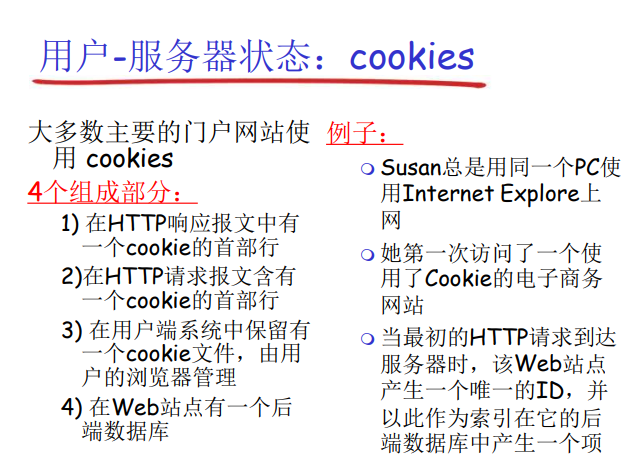 用户-服务器状态：cookies
大多数主要的门户网站使
用 cookies
4个组成部分：
1) 在HTTP响应报文中有
一个cookie的首部行
2)在HTTP请求报文含有
一个cookie的首部行
3) 在用户端系统中保留有
一个cookie文件，由用
户的浏览器管理
4) 在Web站点有一个后
端数据库
例子：
Susan总是用同一个PC使
用Internet Explore上
网
她第一次访问了一个使
用了Cookie的电子商务
网站
当最初的HTTP请求到达
服务器时，该Web站点
产生一个唯一的ID，并
以此作为索引在它的后
端数据库中产生一个项